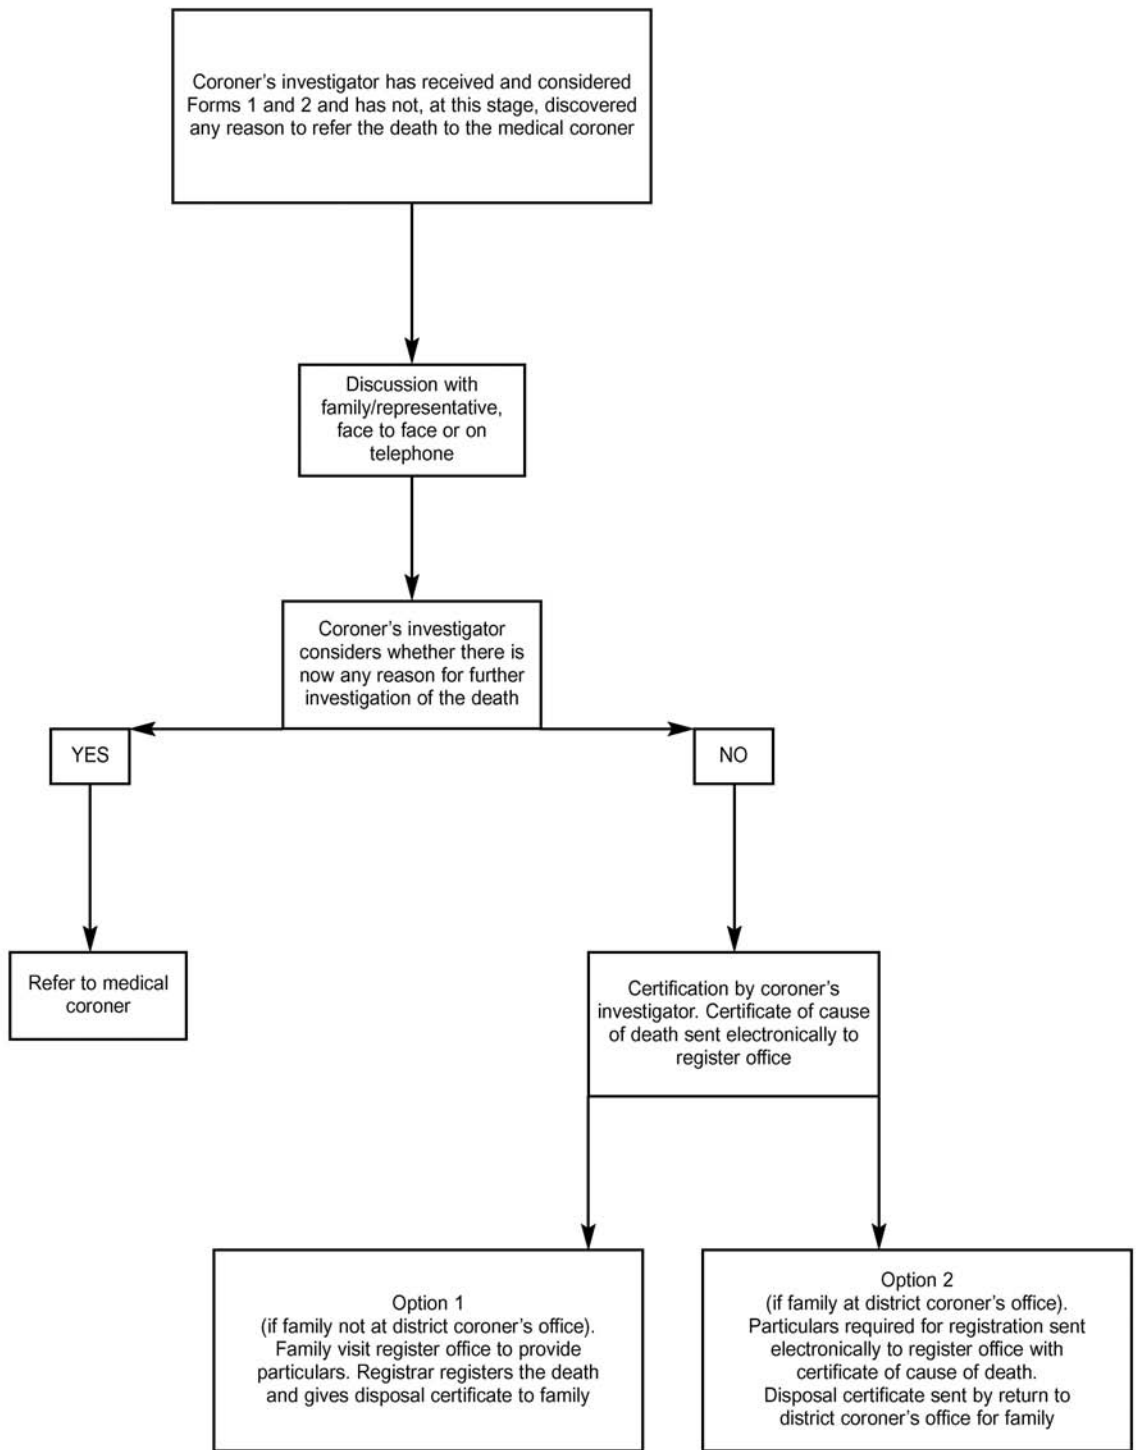 Coroner's investigator has received and considered
Forms 1 and 2 and has not, at this stage, discovered
any reason to refer the death to the medical coroner
Discussion with
family/representative,
face to face or on
telephone
Coroner's investigator
considers whether there is
now any reason for further
investigation of the death
YES
NO
Refer to medical
coroner
Certification by coroner's
investigator. Certificate of cause
of death sent electronically to
register office
Option 1
(if family not at district coroner's office).
Family visit register office to provide
particulars. Registrar registers the death
and gives disposal certificate to family
Option 2
(if family at district coroner's office).
Particulars required for registration sent
electronically to register office with
certificate of cause of death.
Disposal certificate sent by return to
district coroner's office for family